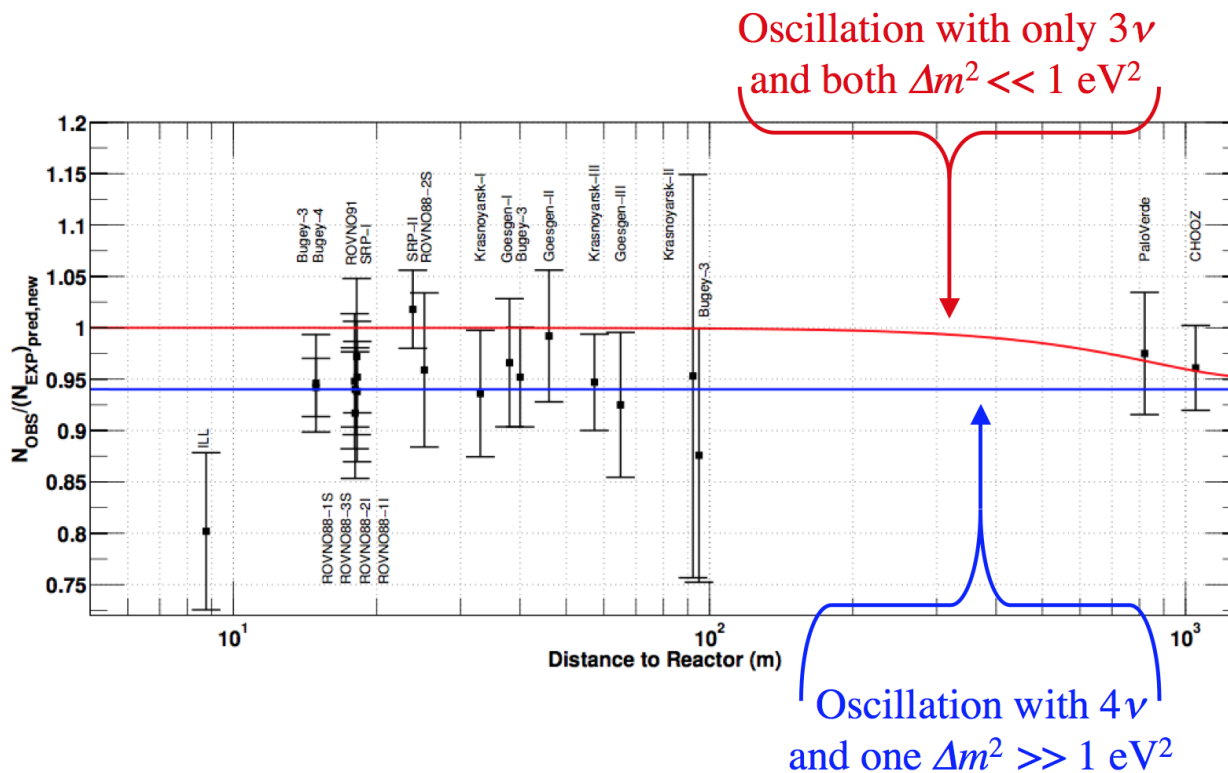 Oscillation with only 3ν
and both Δm² << 1 eV²
1.2
1.15
1.1
1.05
1
0.95
0.9
0.85
0.8
0.75
N_OBS/(N_EXP)_pred,new
ILL
Bugey-3
Bugey-4
ROVNO91
SRP-I
SRP-II
ROVNO88-2S
Krasnoyarsk-I
Goesgen-I
Bugey-3
Goesgen-II
Krasnoyarsk-III
Goesgen-III
Krasnoyarsk-II
Bugey-3
PaloVerde
CHOOZ
ROVNO88-1S
ROVNO88-3S
ROVNO88-2I
ROVNO88-1I
10¹
10²
10³
Distance to Reactor (m)
Oscillation with 4ν
and one Δm² >> 1 eV²